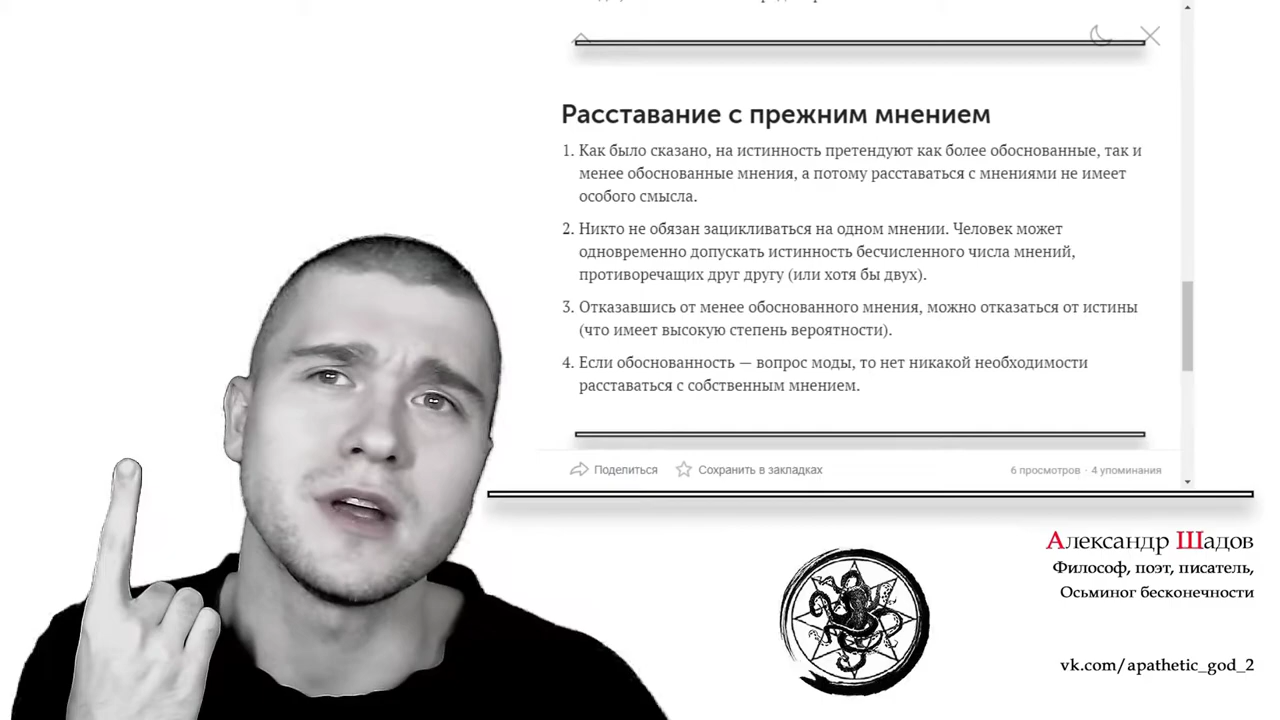 Расставание с прежним мнением
1. Как было сказано, на истинность претендуют как более обоснованные, так и
менее обоснованные мнения, а потому расставаться с мнениями не имеет
особого смысла.
2. Никто не обязан зацикливаться на одном мнении. Человек может
одновременно допускать истинность бесчисленного числа мнений,
противоречащих друг другу (или хотя бы двух).
3. Отказавшись от менее обоснованного мнения, можно отказаться от истины
(что имеет высокую степень вероятности).
4. Если обоснованность — вопрос моды, то нет никакой необходимости
расставаться с собственным мнением.
Поделиться Сохранить в закладках 6 просмотров · 4 упоминания
Александр Шадов
Философ, поэт, писатель,
Осьминог бесконечности
vk.com/apathetic_god_2